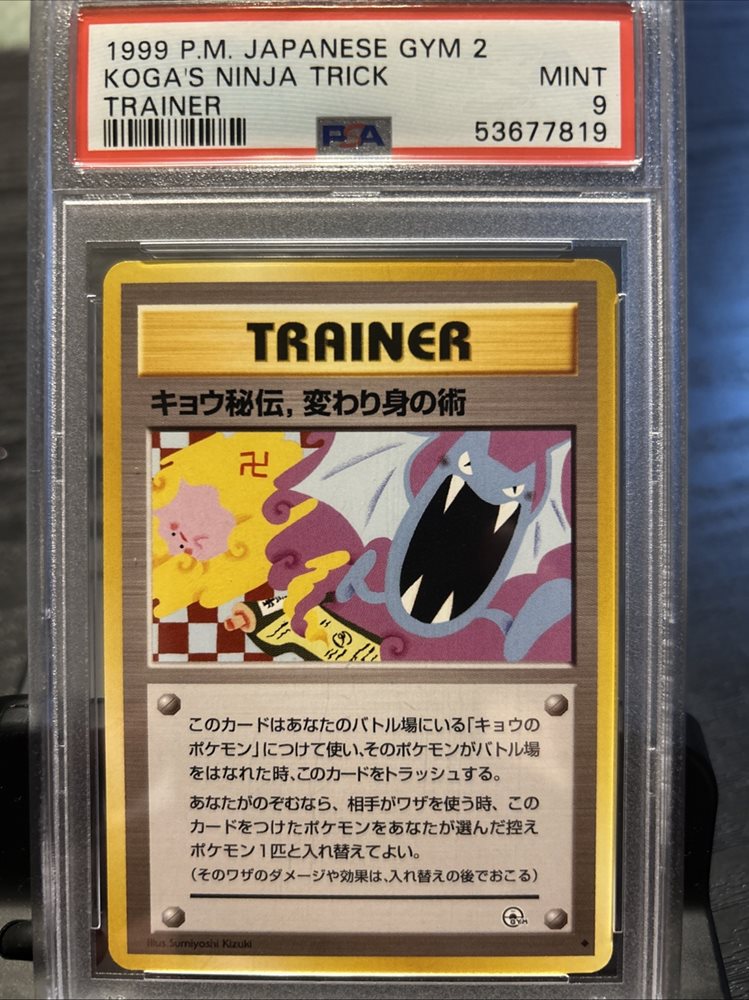 1999 P.M. JAPANESE GYM 2
KOGA'S NINJA TRICK MINT
TRAINER 9
PSA 53677819
TRAINER
キョウ秘伝, 変わり身の術
卍
このカードはあなたのバトル場にいる「キョウの
ポケモン」につけて使い、そのポケモンがバトル場
をはなれた時、このカードをトラッシュする。
あなたがのぞむなら、相手がワザを使う時、この
カードをつけたポケモンをあなたが選んだ控え
ポケモン1匹と入れ替えてよい。
(そのワザのダメージや効果は、入れ替えの後でおこる)
GYM
Illus. Sumiyoshi Kizuki